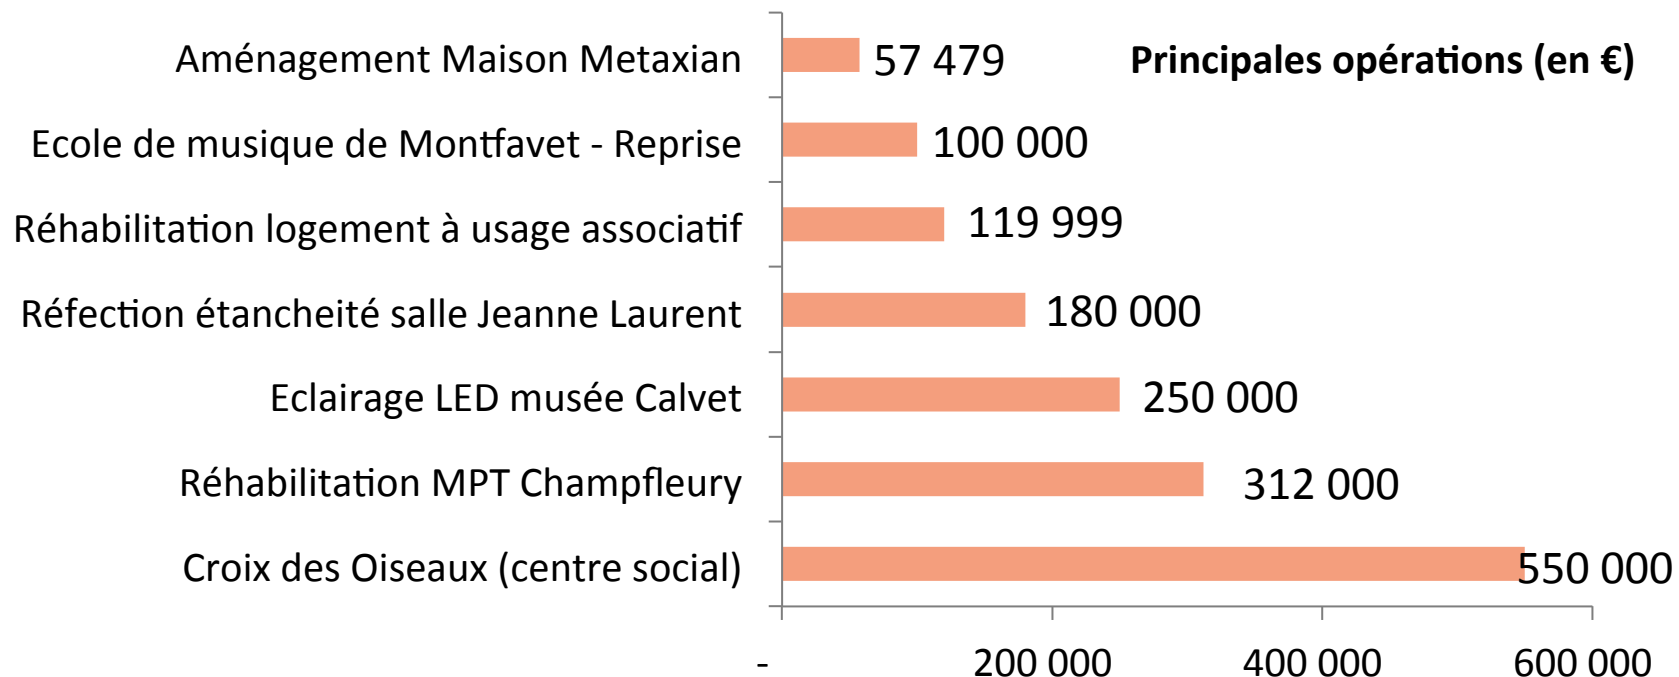 Aménagement Maison Metaxian 57 479 Principales opérations (en €)
Ecole de musique de Montfavet - Reprise 100 000
Réhabilitation logement à usage associatif 119 999
Réfection étancheité salle Jeanne Laurent 180 000
Eclairage LED musée Calvet 250 000
Réhabilitation MPT Champfleury 312 000
Croix des Oiseaux (centre social) 550 000
- 200 000 400 000 600 000